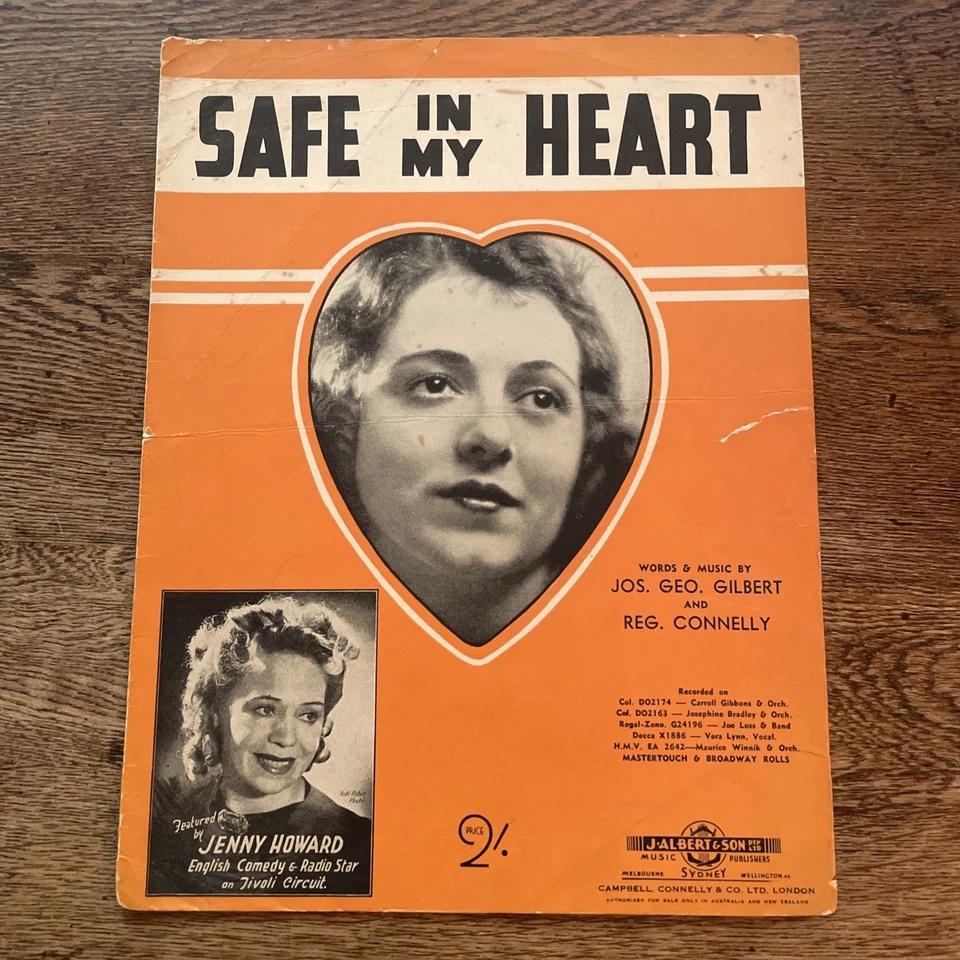 SAFE IN MY HEART
WORDS & MUSIC BY
JOS. GEO. GILBERT
AND
REG. CONNELLY
Recorded on
Col. DO2174 — Carroll Gibbons & Orch.
Col. DO2163 — Josephine Bradley & Orch.
Regal-Zono. G24196 — Joe Loss & Band
Decca X1886 — Vera Lynn, Vocal.
H.M.V. EA 2642—Maurice Winnik & Orch.
MASTERTOUCH & BROADWAY ROLLS
Photo
Featured
by
JENNY HOWARD
English Comedy & Radio Star
on Tivoli Circuit.
PRICE
2/.
J. ALBERT & SON PTY LTD
MUSIC PUBLISHERS
MELBOURNE SYDNEY WELLINGTON, N.Z.
CAMPBELL, CONNELLY & CO. LTD. LONDON
AUTHORISED FOR SALE ONLY IN AUSTRALIA AND NEW ZEALAND